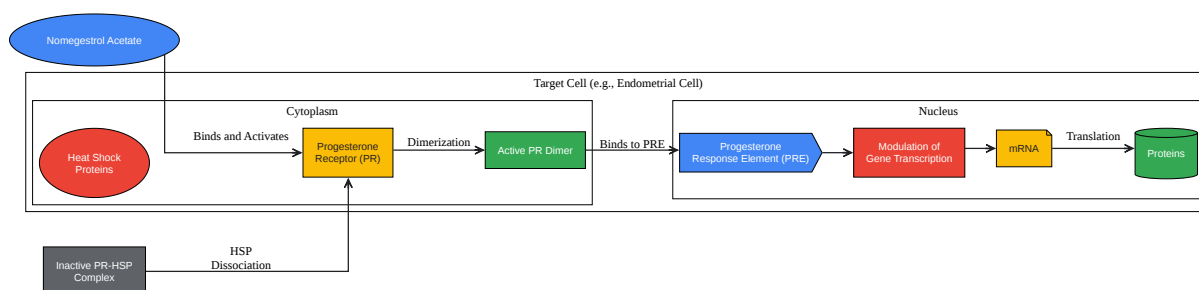 Nomegestrol Acetate
Target Cell (e.g., Endometrial Cell)
Cytoplasm
Nucleus
Heat Shock
Proteins
Binds and Activates
Progesterone
Receptor (PR)
Dimerization
Active PR Dimer
Binds to PRE
Progesterone
Response Element (PRE)
Modulation of
Gene Transcription
mRNA
Translation
Proteins
Inactive PR-HSP
Complex
HSP
Dissociation